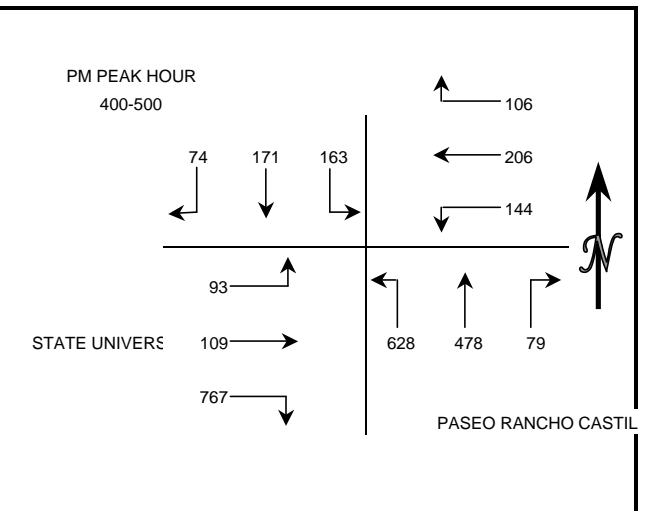 PM PEAK HOUR
400-500
106
74 171 163 206
144
N
93
STATE UNIVERS 109 628 478 79
767
PASEO RANCHO CASTIL